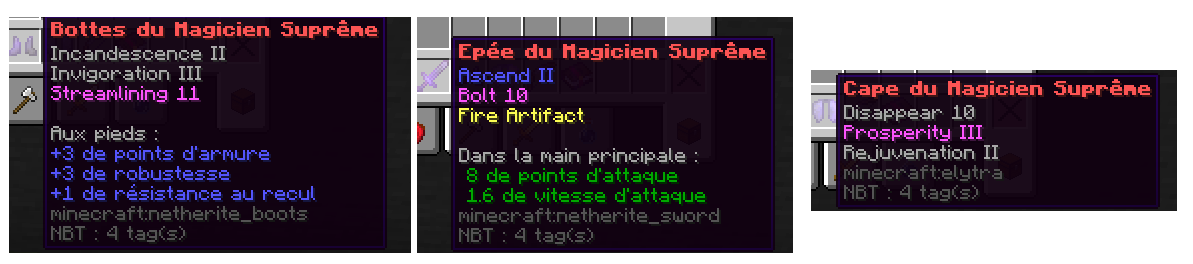 Bottes du Magicien Suprême
Incandescence II
Invigoration III
Streamlining 11
Aux pieds :
+3 de points d'armure
+3 de robustesse
+1 de résistance au recul
minecraft:netherite_boots
NBT : 4 tag(s)
Epée du Magicien Suprême
Ascend II
Bolt 10
Fire Artifact
Dans la main principale :
8 de points d'attaque
1.6 de vitesse d'attaque
minecraft:netherite_sword
NBT : 4 tag(s)
Cape du Magicien Suprême
Disappear 10
Prosperity III
Rejuvenation II
minecraft:elytra
NBT : 4 tag(s)